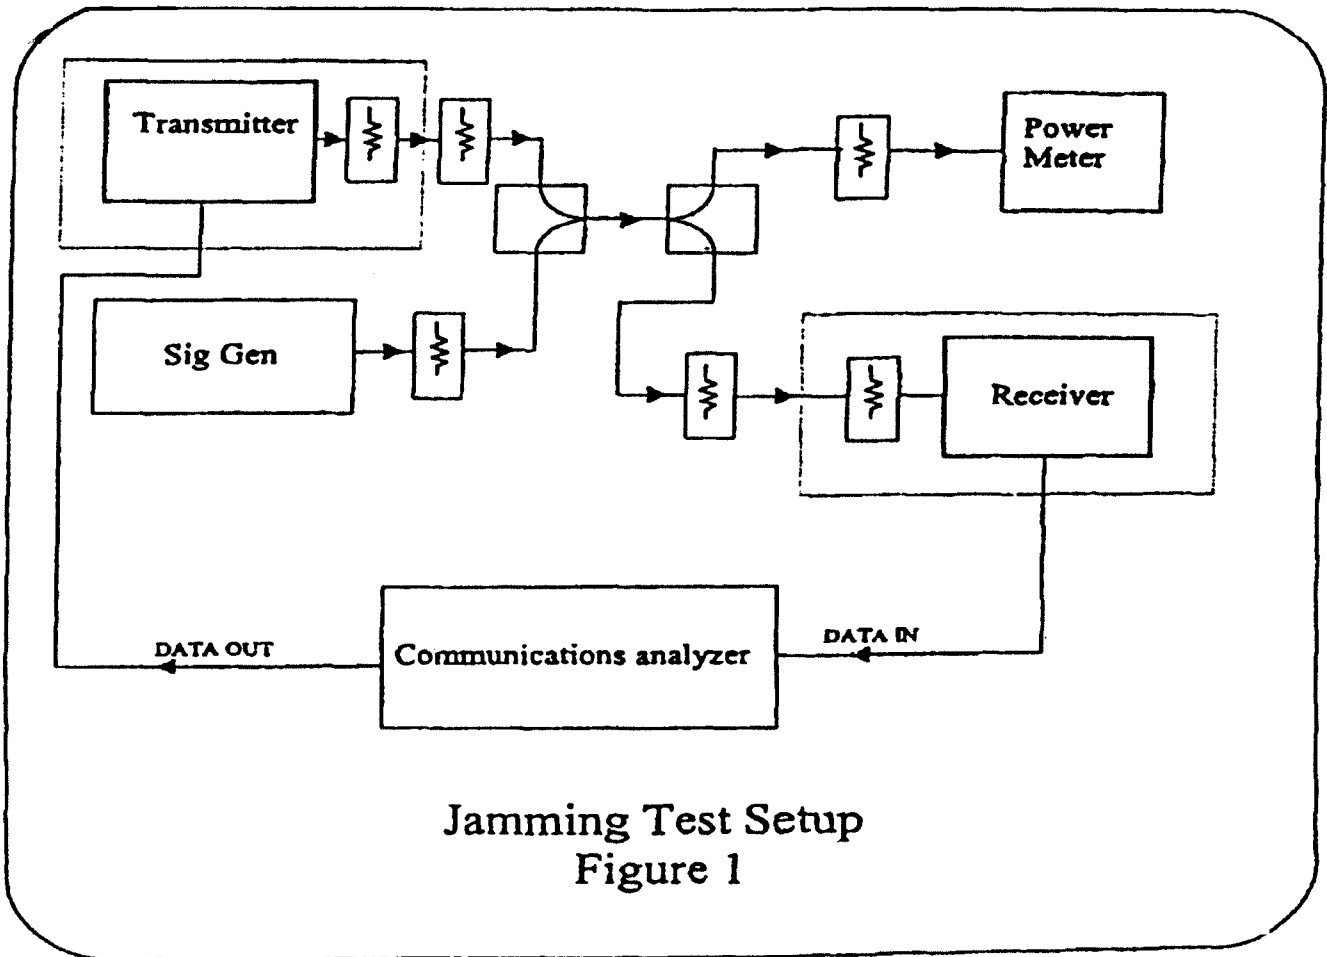 Transmitter
Power
Meter
Sig Gen
Receiver
DATA OUT
Communications analyzer
DATA IN
Jamming Test Setup
Figure 1